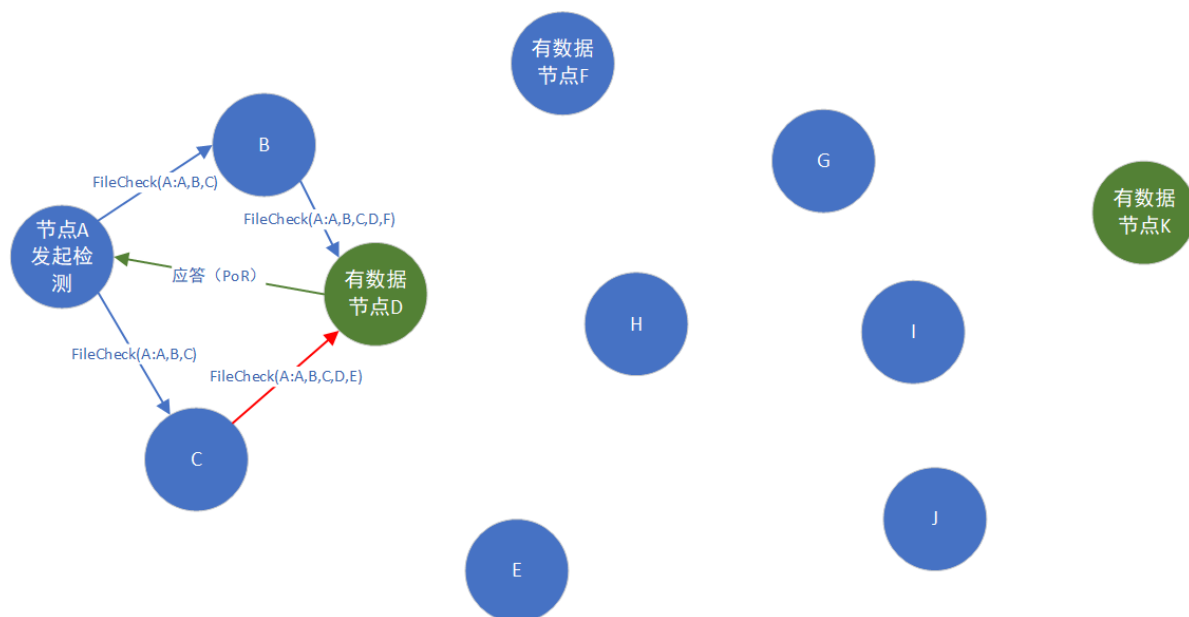 有数据
节点F
B
G
FileCheck(A:A,B,C)
有数据
节点K
FileCheck(A:A,B,C,D,F)
节点A
发起检
测
应答（PoR）
有数据
节点D
H
I
FileCheck(A:A,B,C)
FileCheck(A:A,B,C,D,E)
C
J
E